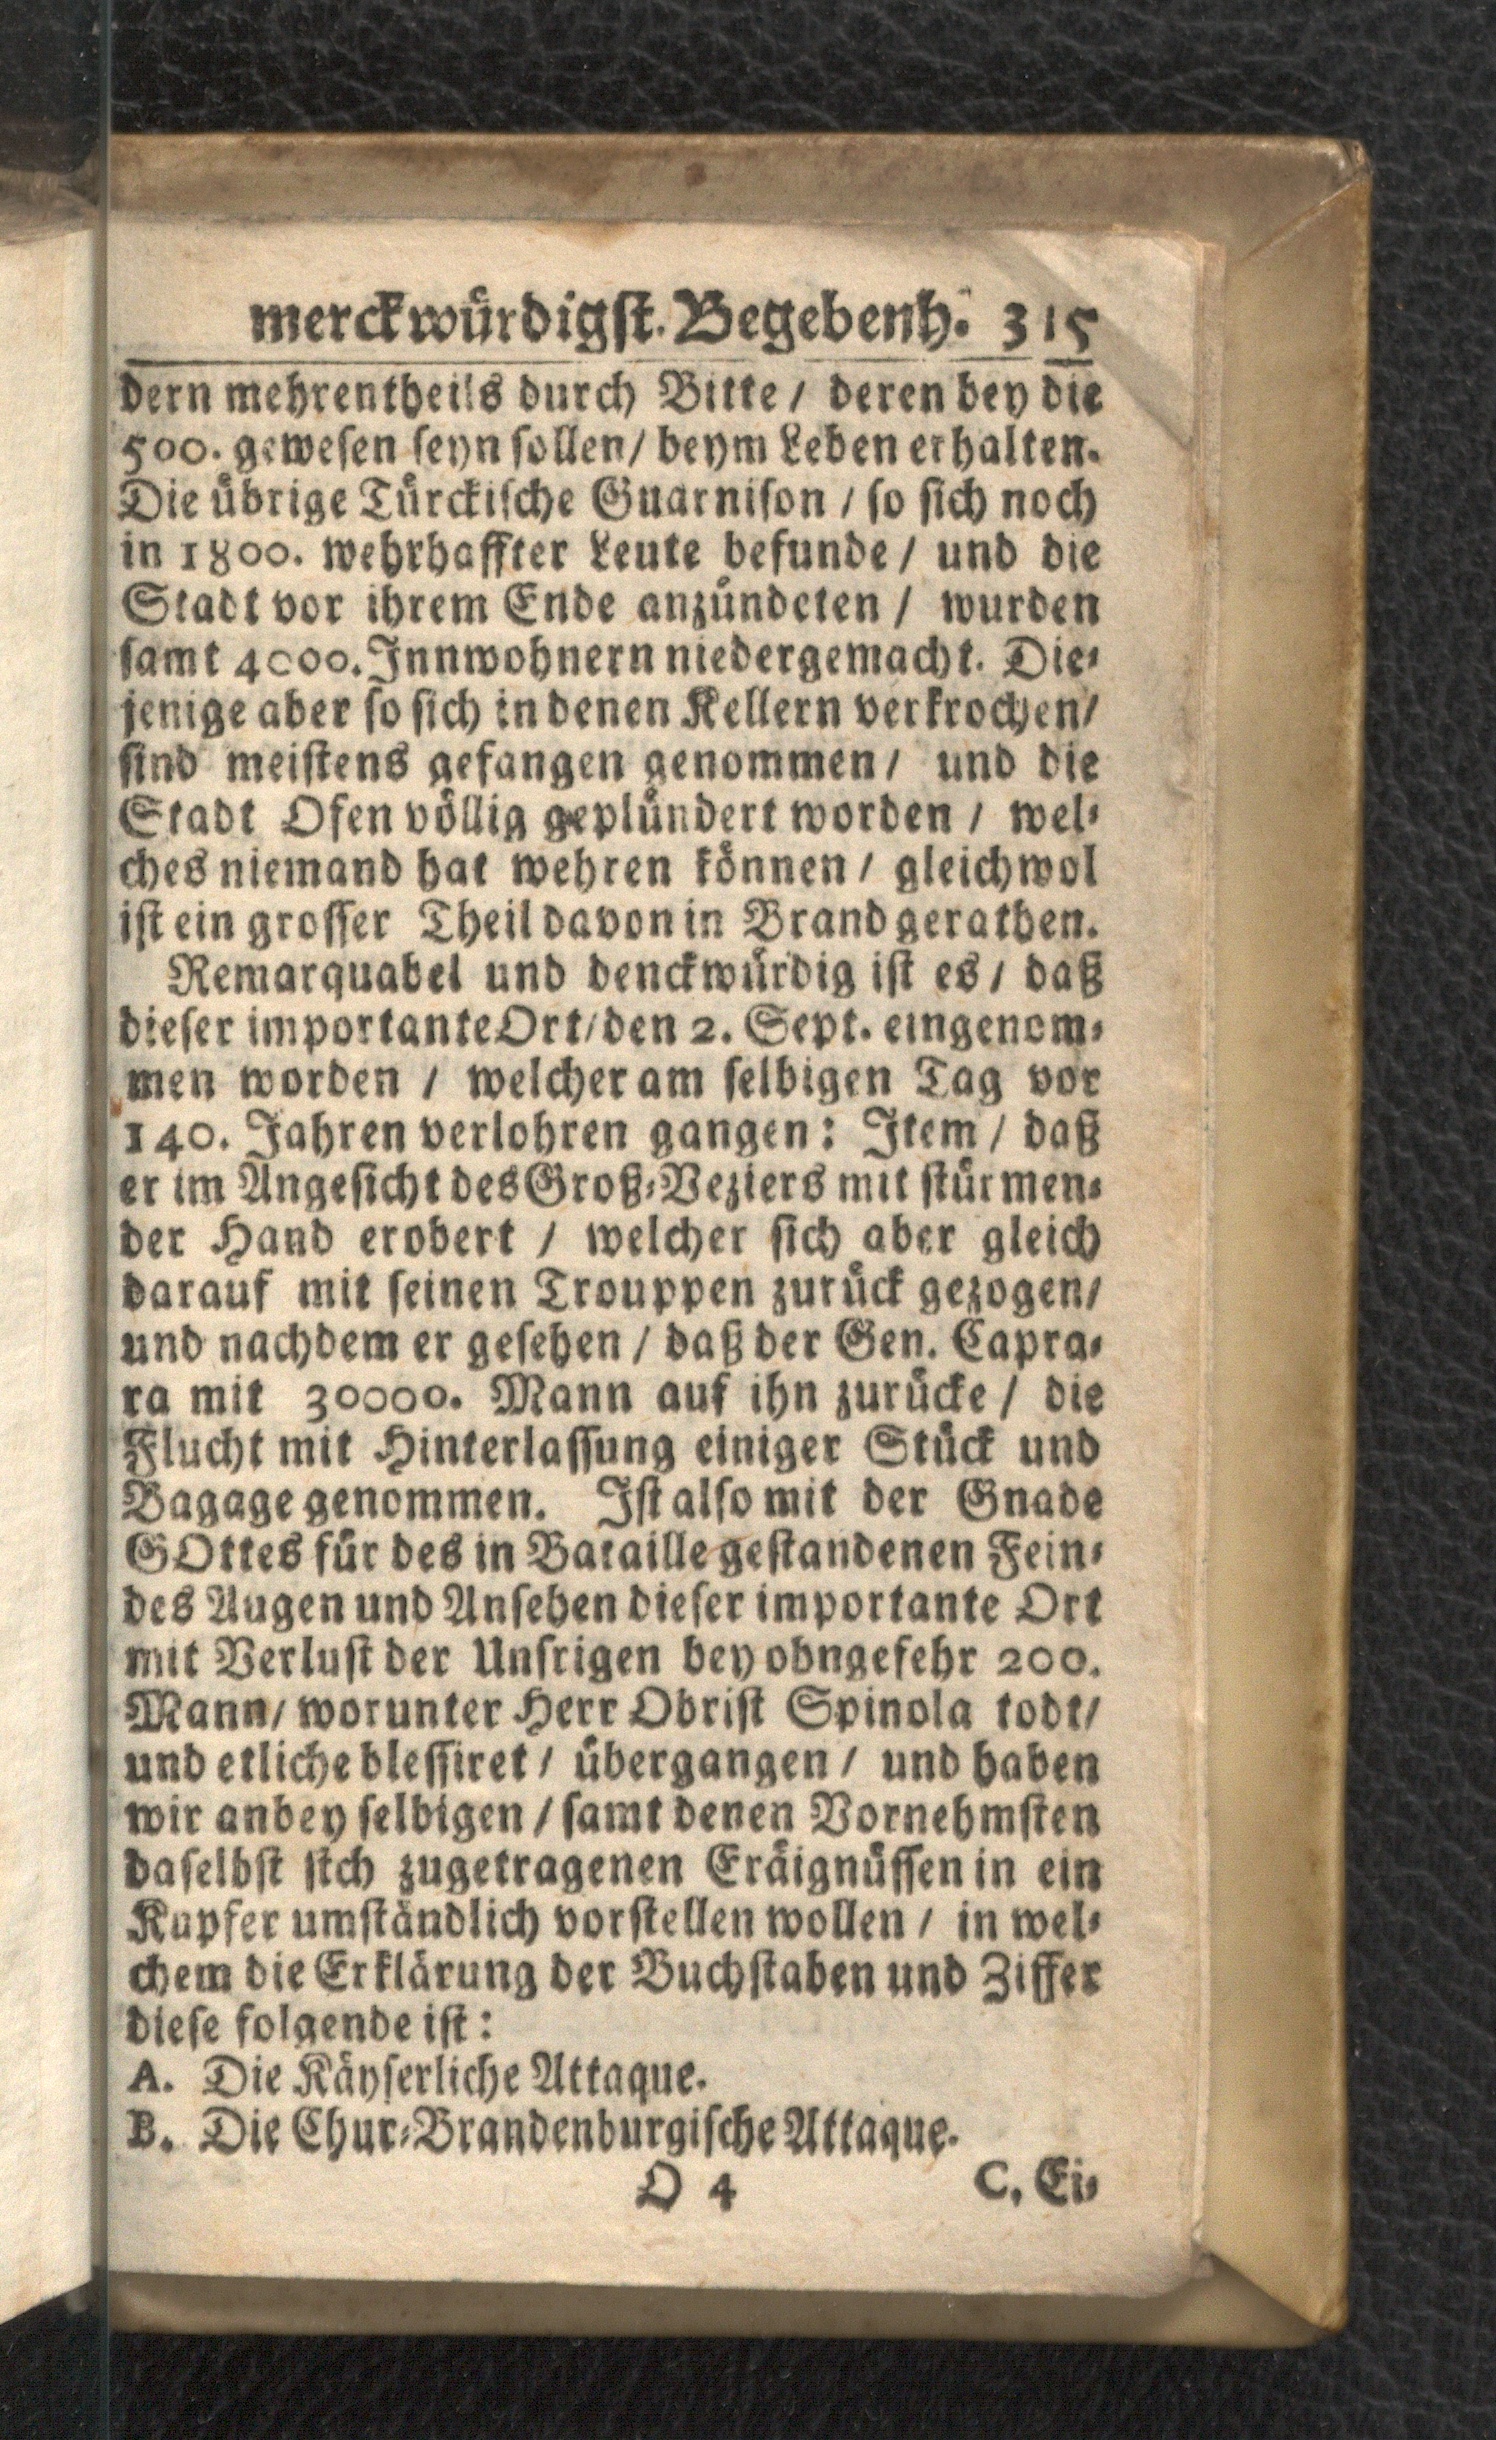 merckwürdigst. Begebenh. 315
dern mehrentheils durch Bitte / deren bey die
500. gewesen seyn sollen / beym Leben erhalten.
Die übrige Türckische Guarnison / so sich noch
in 1800. wehrhaffter Leute befunde / und die
Stadt vor ihrem Ende anzündeten / wurden
samt 4000. Innwohnern niedergemacht. Die-
jenige aber so sich in denen Kellern verkrochen /
sind meistens gefangen genommen / und die
Stadt Ofen völlig geplündert worden / wel-
ches niemand hat wehren können / gleichwol
ist ein grosser Theil davon in Brand gerathen.
Remarquabel und denckwürdig ist es / daß
dieser importante Ort / den 2. Sept. eingenom-
men worden / welcher am selbigen Tag vor
140. Jahren verlohren gangen: Item / daß
er im Angesicht des Groß-Veziers mit stürmen-
der Hand erobert / welcher sich aber gleich
darauf mit seinen Trouppen zurück gezogen /
und nachdem er gesehen / daß der Gen. Capra-
ra mit 30000. Mann auf ihn zurücke / die
Flucht mit Hinterlassung einiger Stück und
Bagage genommen. Ist also mit der Gnade
GOttes für des in Bataille gestandenen Fein-
des Augen und Ansehen dieser importante Ort
mit Verlust der Unsrigen bey ohngefehr 200.
Mann / worunter Herr Obrist Spinola todt /
und etliche blessiret / übergangen / und haben
wir anbey selbigen / samt denen Vornehmsten
daselbst sich zugetragenen Eräignüssen in ein
Kupfer umständlich vorstellen wollen / in wel-
chem die Erklärung der Buchstaben und Ziffer
diese folgende ist:
A. Die Käyserliche Attaque.
B. Die Chur-Brandenburgische Attaque.
O 4 C. Ei-